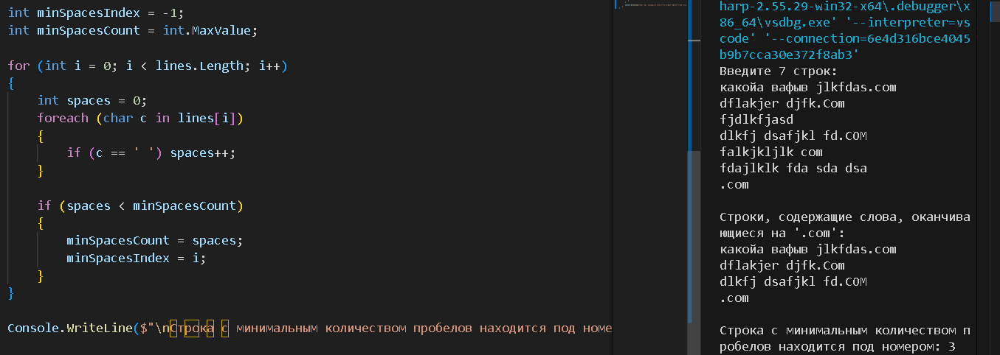 int minSpacesIndex = -1;
int minSpacesCount = int.MaxValue;
for (int i = 0; i < lines.Length; i++)
{
int spaces = 0;
foreach (char c in lines[i])
{
if (c == ' ') spaces++;
}
if (spaces < minSpacesCount)
{
minSpacesCount = spaces;
minSpacesIndex = i;
}
}
Console.WriteLine($"\nСтрока с минимальным количеством пробелов находится под номе
harp-2.55.29-win32-x64\.debugger\x
86_64\vsdbg.exe' '--interpreter=vs
code' '--connection=6e4d316bce4045
b9b7cca30e372f8ab3'
Введите 7 строк:
какойа вафыв jlkfdas.com
dflakjer djfk.Com
fjdlkfjasd
dlkfj dsafjkl fd.COM
falkjkljlk com
fdajlklk fda sda dsa
.com
Строки, содержащие слова, оканчива
ющиеся на '.com':
какойа вафыв jlkfdas.com
dflakjer djfk.Com
dlkfj dsafjkl fd.COM
.com
Строка с минимальным количеством п
робелов находится под номером: 3